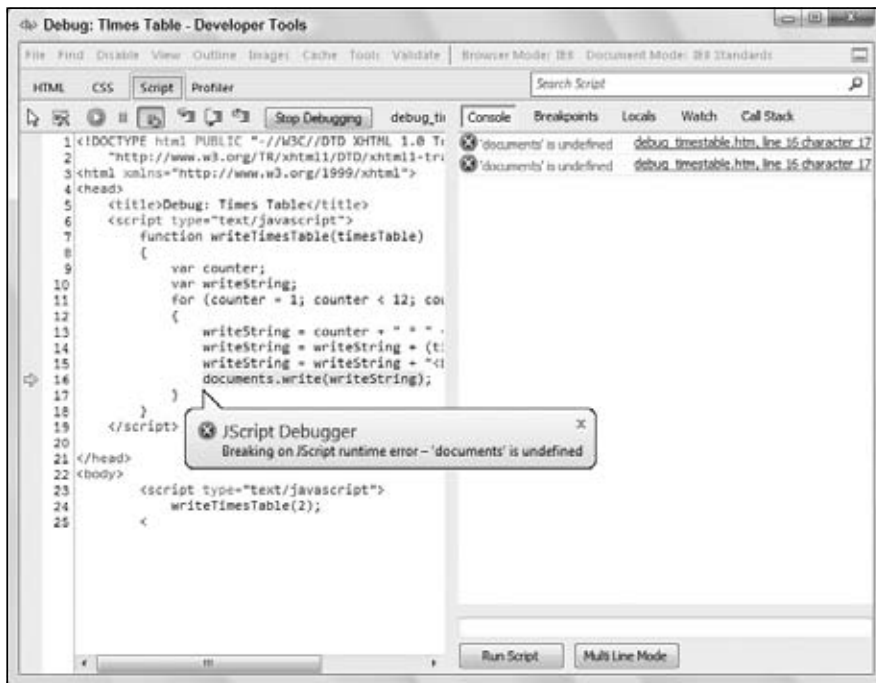 Debug: TImes Table - Developer Tools
File Find Disable View Outline Images Cache Tools Validate Browser Mode: IE8 Document Mode: IE8 Standards
HTML CSS Script Profiler
Search Script
Stop Debugging debug_tii
Console Breakpoints Locals Watch Call Stack
'documents' is undefined debug_timestable.htm, line 16 character 17
'documents' is undefined debug_timestable.htm, line 16 character 17
1 <!DOCTYPE html PUBLIC "-//W3C//DTD XHTML 1.0 Tr
2 "http://www.w3.org/TR/xhtml1/DTD/xhtml1-tra
3 <html xmlns="http://www.w3.org/1999/xhtml">
4 <head>
5 <title>Debug: Times Table</title>
6 <script type="text/javascript">
7 function writeTimesTable(timesTable)
8 {
9 var counter;
10 var writeString;
11 for (counter = 1; counter < 12; cou
12 {
13 writeString = counter + " * " +
14 writeString = writeString + (ti
15 writeString = writeString + "<b
16 documents.write(writeString);
17 }
18 }
19 </script>
20
21 </head>
22 <body>
23 <script type="text/javascript">
24 writeTimesTable(2);
25 <
JScript Debugger x
Breaking on JScript runtime error – 'documents' is undefined
Run Script Multi Line Mode